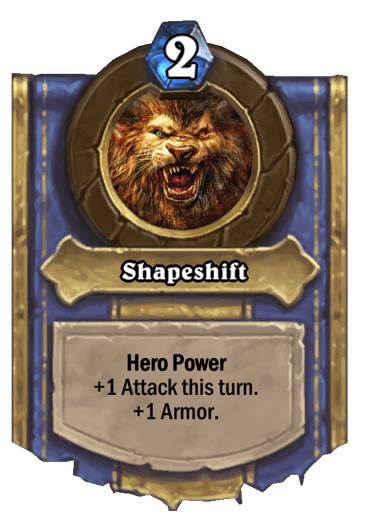 2
Shapeshift
Hero Power
+1 Attack this turn.
+1 Armor.